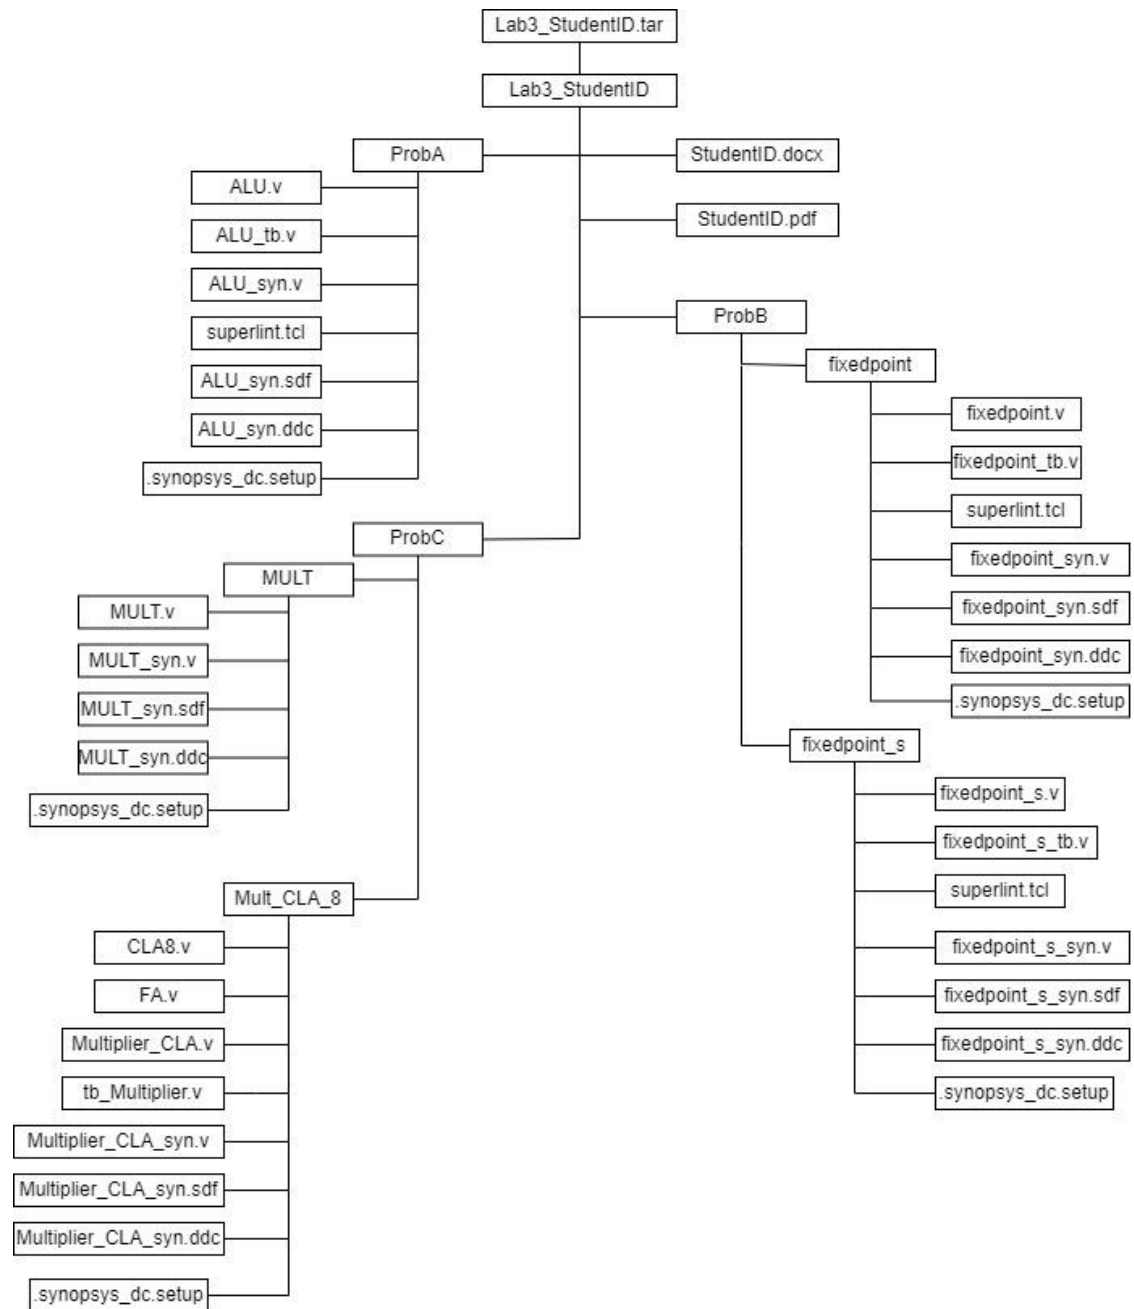 Lab3_StudentID.tar
Lab3_StudentID
ProbA
StudentID.docx
ALU.v
ALU_tb.v
StudentID.pdf
ALU_syn.v
superlint.tcl
ALU_syn.sdf
ALU_syn.ddc
.synopsys_dc.setup
ProbB
fixedpoint
fixedpoint.v
fixedpoint_tb.v
superlint.tcl
fixedpoint_syn.v
fixedpoint_syn.sdf
fixedpoint_syn.ddc
.synopsys_dc.setup
fixedpoint_s
fixedpoint_s.v
fixedpoint_s_tb.v
superlint.tcl
fixedpoint_s_syn.v
fixedpoint_s_syn.sdf
fixedpoint_s_syn.ddc
.synopsys_dc.setup
ProbC
MULT
MULT.v
MULT_syn.v
MULT_syn.sdf
MULT_syn.ddc
.synopsys_dc.setup
Mult_CLA_8
CLA8.v
FA.v
Multiplier_CLA.v
tb_Multiplier.v
Multiplier_CLA_syn.v
Multiplier_CLA_syn.sdf
Multiplier_CLA_syn.ddc
.synopsys_dc.setup